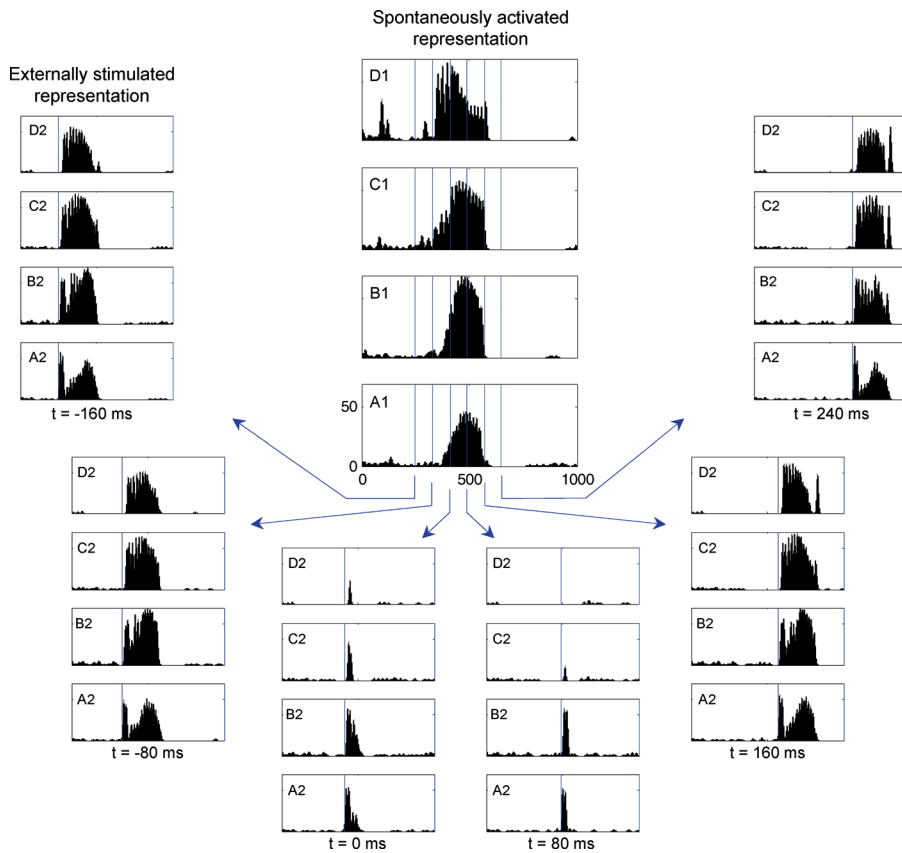 Spontaneously activated
representation
Externally stimulated
representation
D1
C1
B1
A1
50
0
0
500
1000
D2
C2
B2
A2
t = -160 ms
D2
C2
B2
A2
t = 240 ms
D2
C2
B2
A2
t = -80 ms
D2
C2
B2
A2
t = 0 ms
D2
C2
B2
A2
t = 80 ms
D2
C2
B2
A2
t = 160 ms